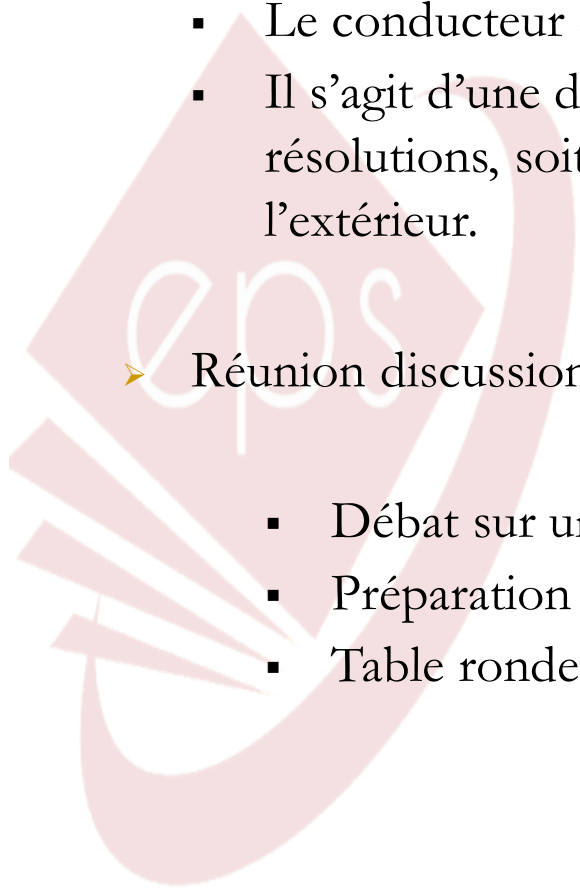 ▪ Le conducteur
▪ Il s’agit d’une d
résolutions, soit
l’extérieur.
eps
➢ Réunion discussion
▪ Débat sur un
▪ Préparation
▪ Table ronde